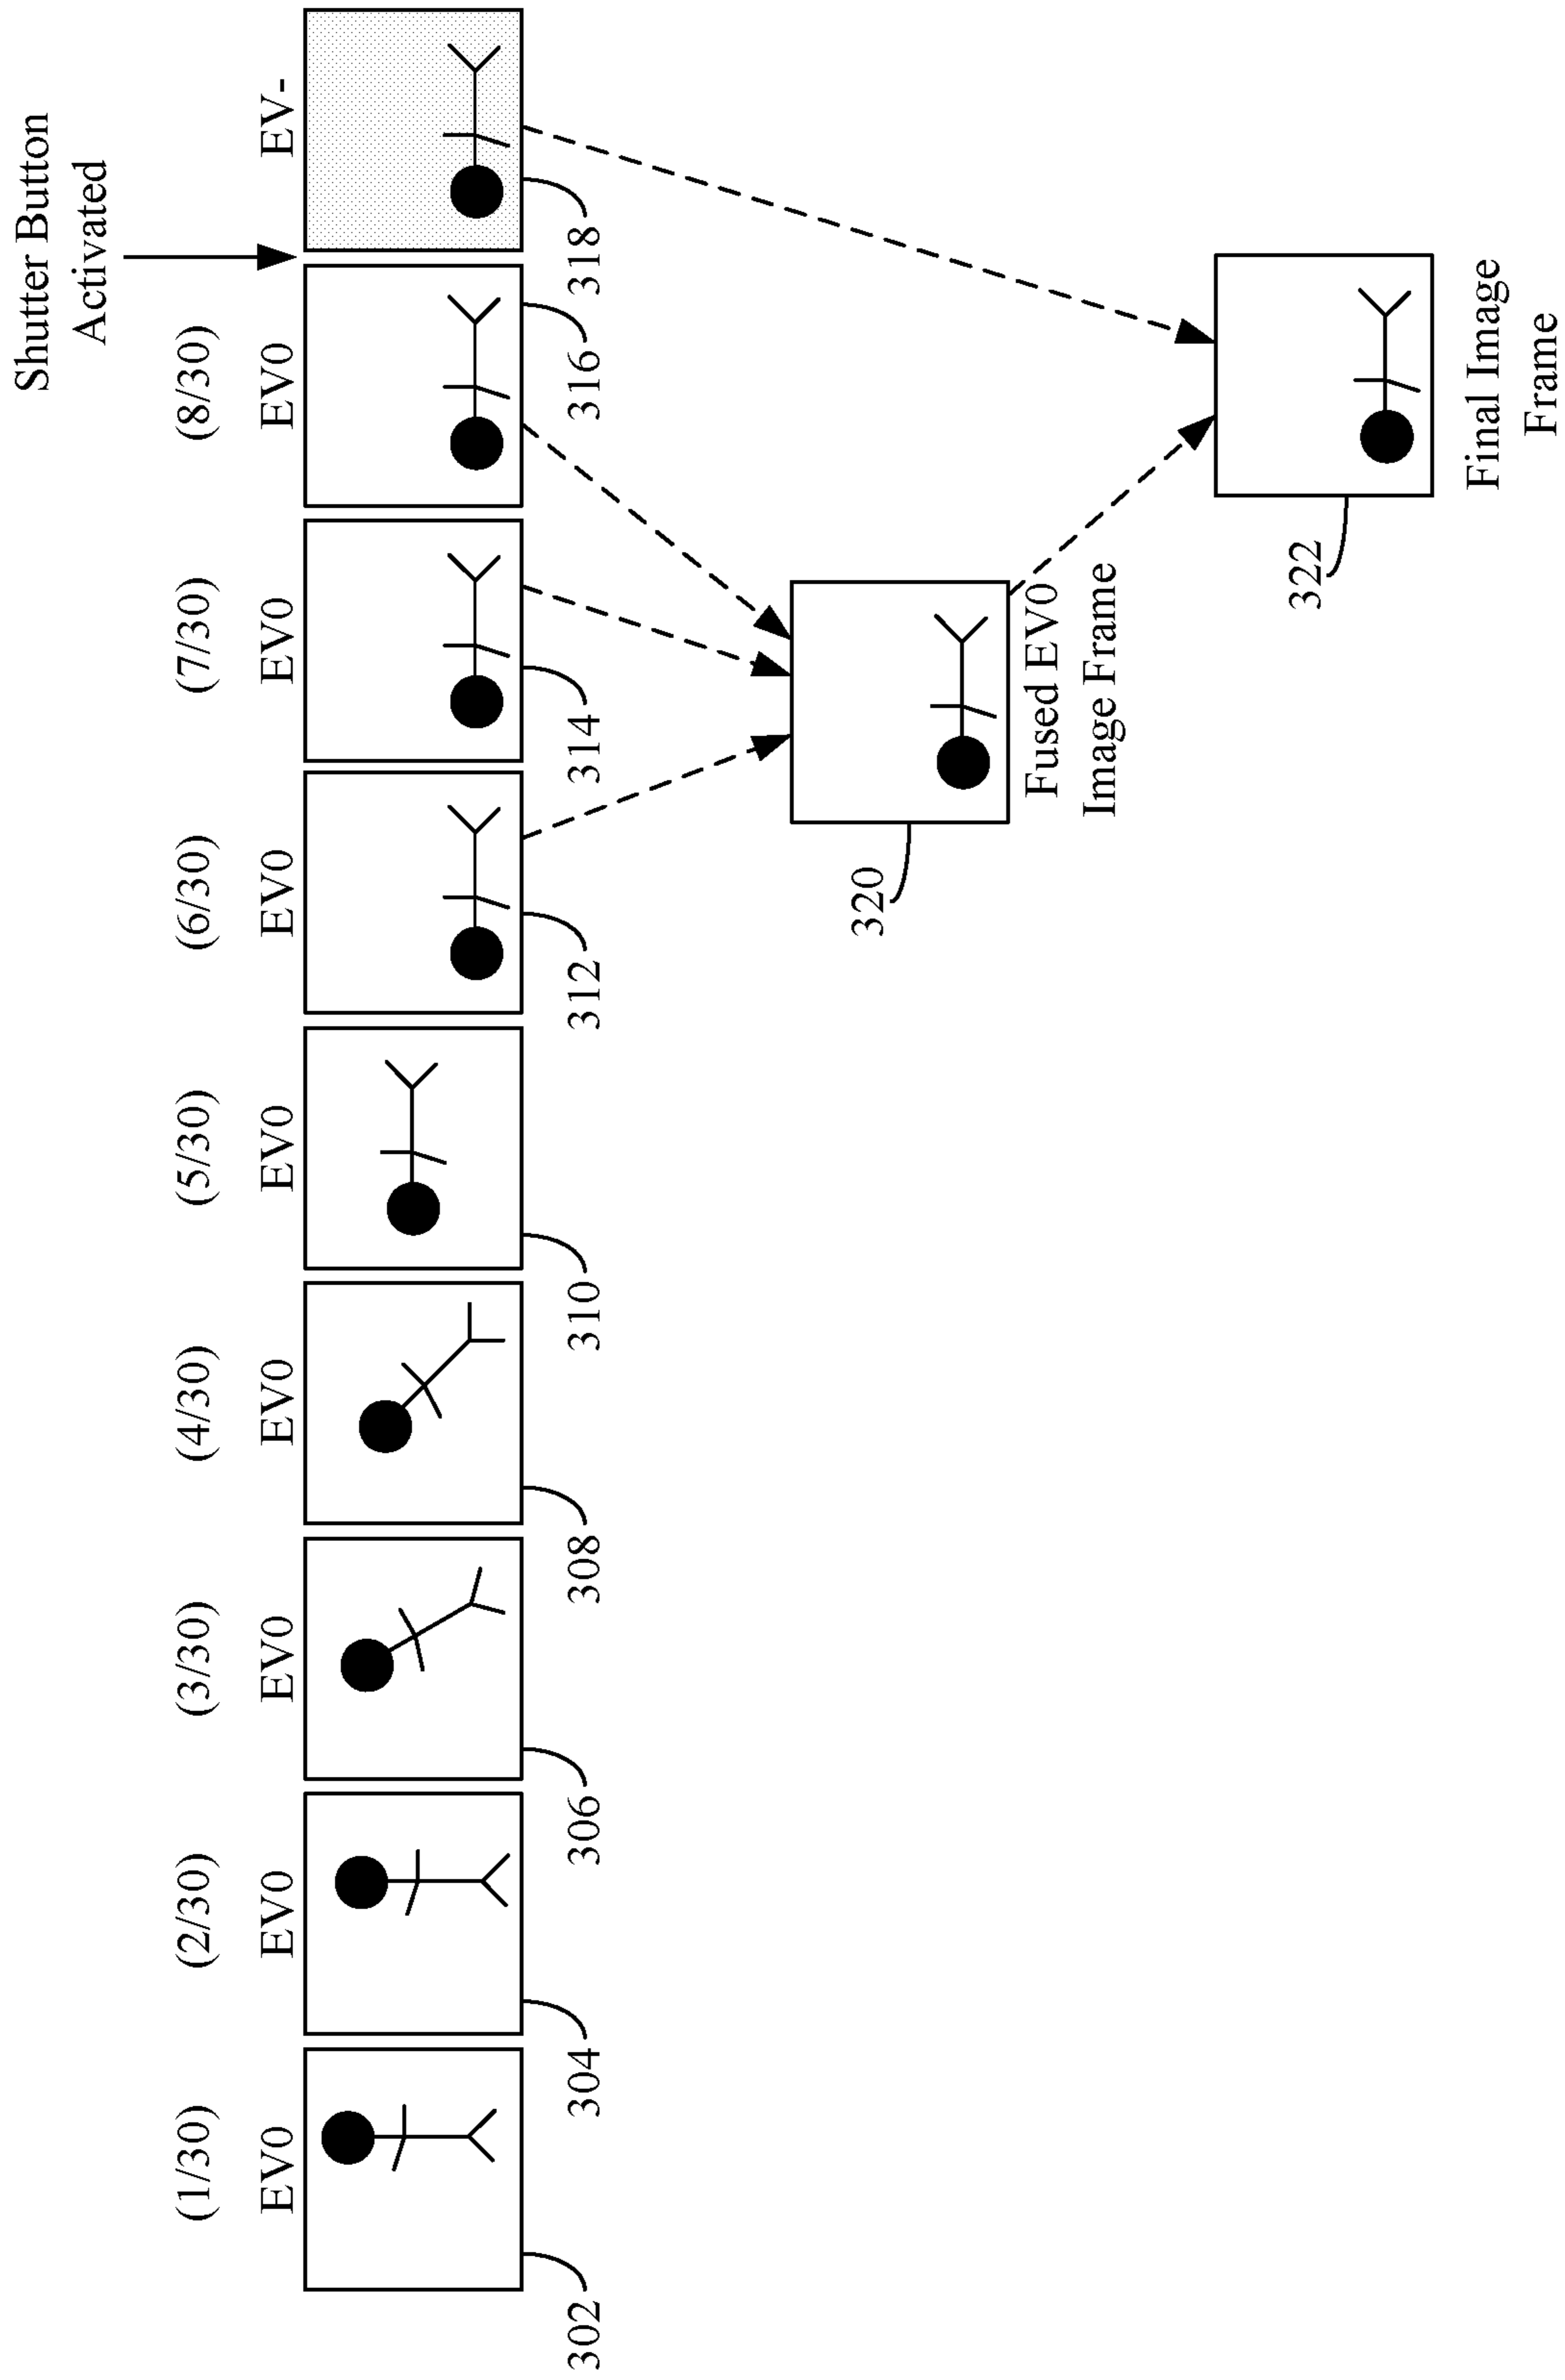 Shutter Button
Activated
(1/30)
(2/30)
(3/30)
(4/30)
(5/30)
(6/30)
(7/30)
(8/30)
EV0
EV0
EV0
EV0
EV0
EV0
EV0
EV0
EV-
302
304
306
308
310
312
314
316
318
320
Fused EV0
Image Frame
322
Final Image
Frame